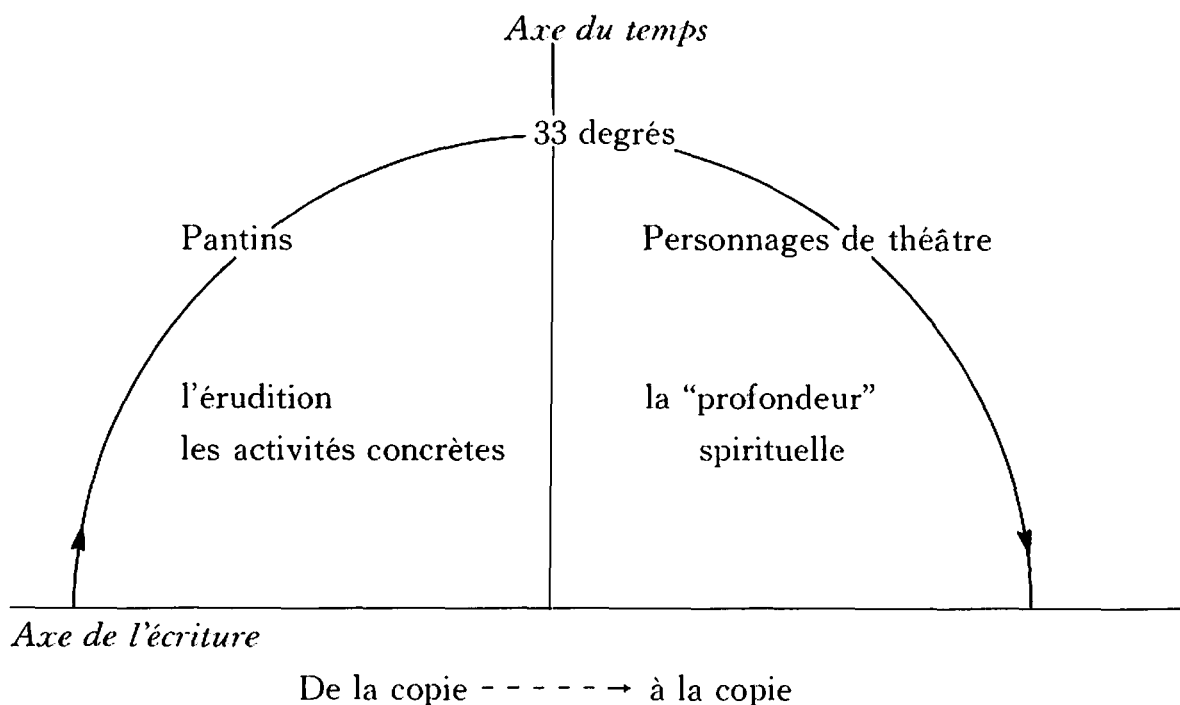 Axe du temps
33 degrés
Pantins
Personnages de théâtre
l'érudition
les activités concrètes
la “profondeur”
spirituelle
Axe de l'écriture
De la copie - - - - - → à la copie